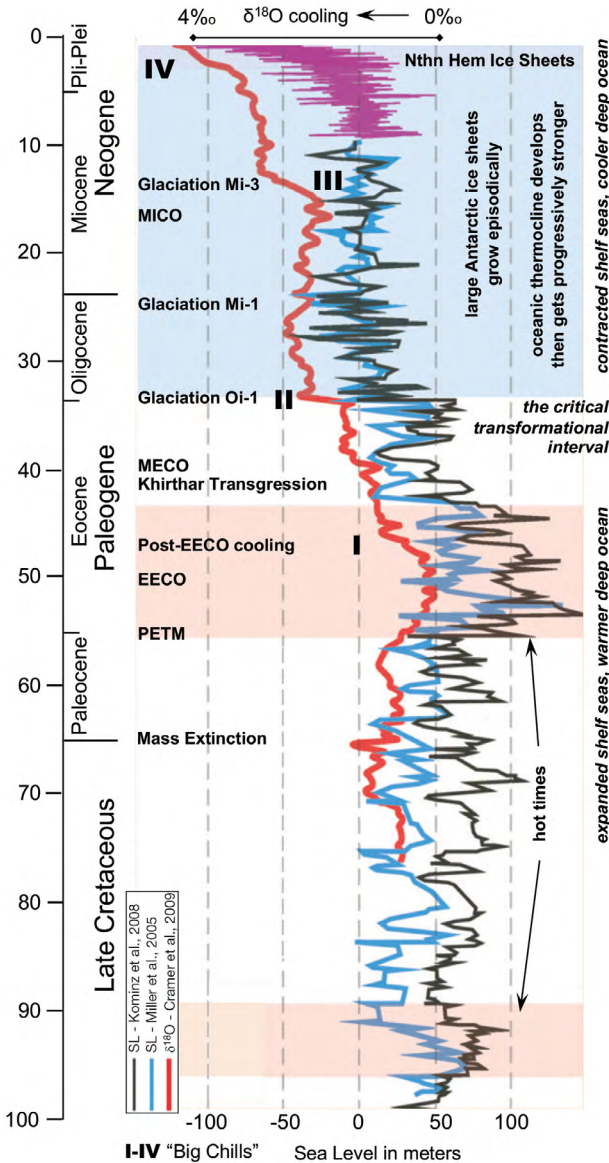 4‰ δ¹⁸O cooling ← 0‰
0
10
20
30
40
50
60
70
80
90
100
Pli-Plei
Miocene
Oligocene
Eocene
Paleocene
Neogene
Paleogene
Late Cretaceous
IV
Nthn Hem Ice Sheets
Glaciation Mi-3
III
MICO
Glaciation Mi-1
Glaciation Oi-1
II
MECO
Khirthar Transgression
Post-EECO cooling
I
EECO
PETM
Mass Extinction
large Antarctic ice sheets
grow episodically
oceanic thermocline develops
then gets progressively stronger
contracted shelf seas, cooler deep ocean
the critical
transformational
interval
expanded shelf seas, warmer deep ocean
hot times
SL - Kominz et al., 2008
SL - Miller et al., 2005
δ¹⁸O - Cramer et al., 2009
-100 -50 0 50 100
I-IV “Big Chills” Sea Level in meters